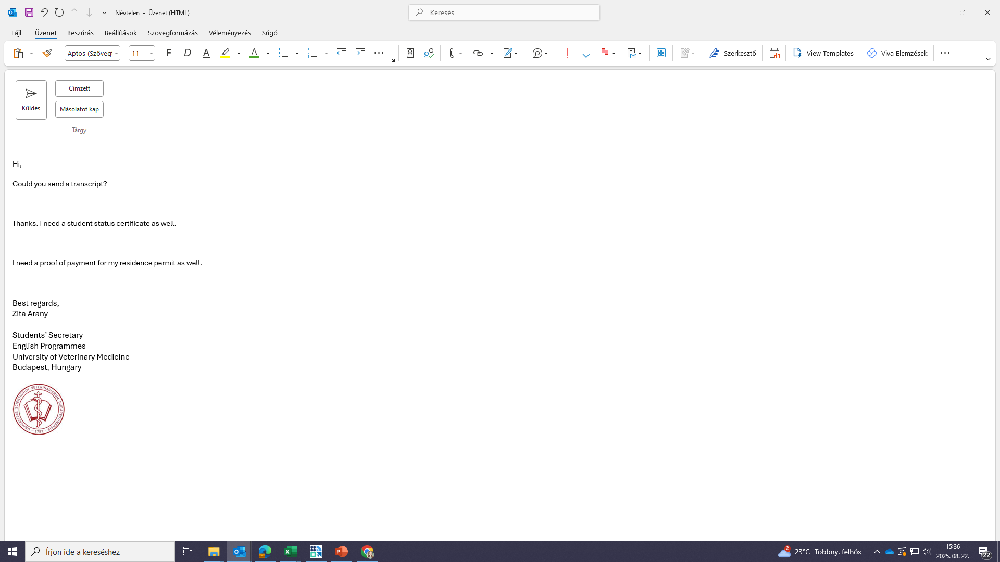 Névtelen - Üzenet (HTML)
Keresés
Fájl
Üzenet
Beszúrás
Beállítások
Szövegformázás
Véleményezés
Súgó
Aptos (Szöveg
11
F D A
Szerkesztő
View Templates
Viva Elemzések
Küldés
Címzett
Másolatot kap
Tárgy
Hi,
Could you send a transcript?
Thanks. I need a student status certificate as well.
I need a proof of payment for my residence permit as well.
Best regards,
Zita Arany
Students’ Secretary
English Programmes
University of Veterinary Medicine
Budapest, Hungary
UNIVERSITAS SCIENTIARUM VETERINARIARUM BUDAPESTINENSIS
· 1787 ·
Írjon ide a kereséshez
2
23°C Többny. felhős
15:36
2025. 08. 22.
22